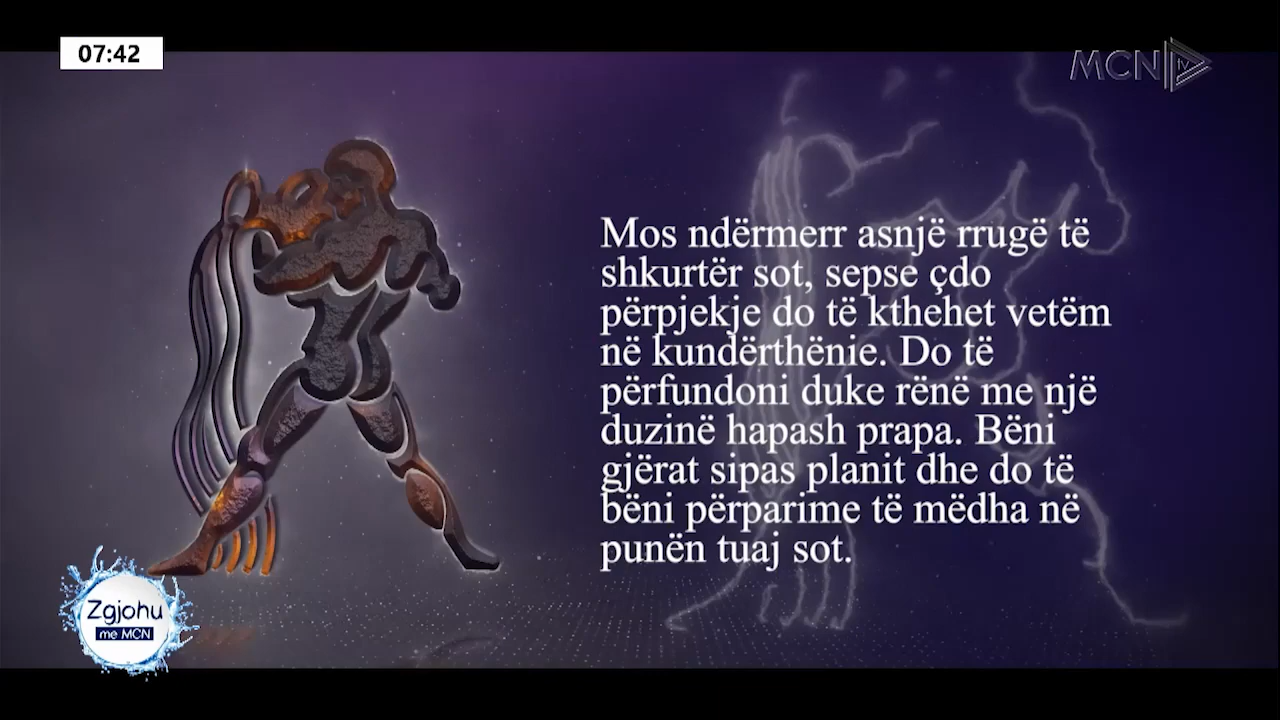 07:42
MCN
TV
Mos ndërmerr asnjë rrugë të
shkurtër sot, sepse çdo
përpjekje do të kthehet vetëm
në kundërthënie. Do të
përfundoni duke rënë me një
duzinë hapash prapa. Bëni
gjërat sipas planit dhe do të
bëni përparime të mëdha në
punën tuaj sot.
Zgjohu
me MCN